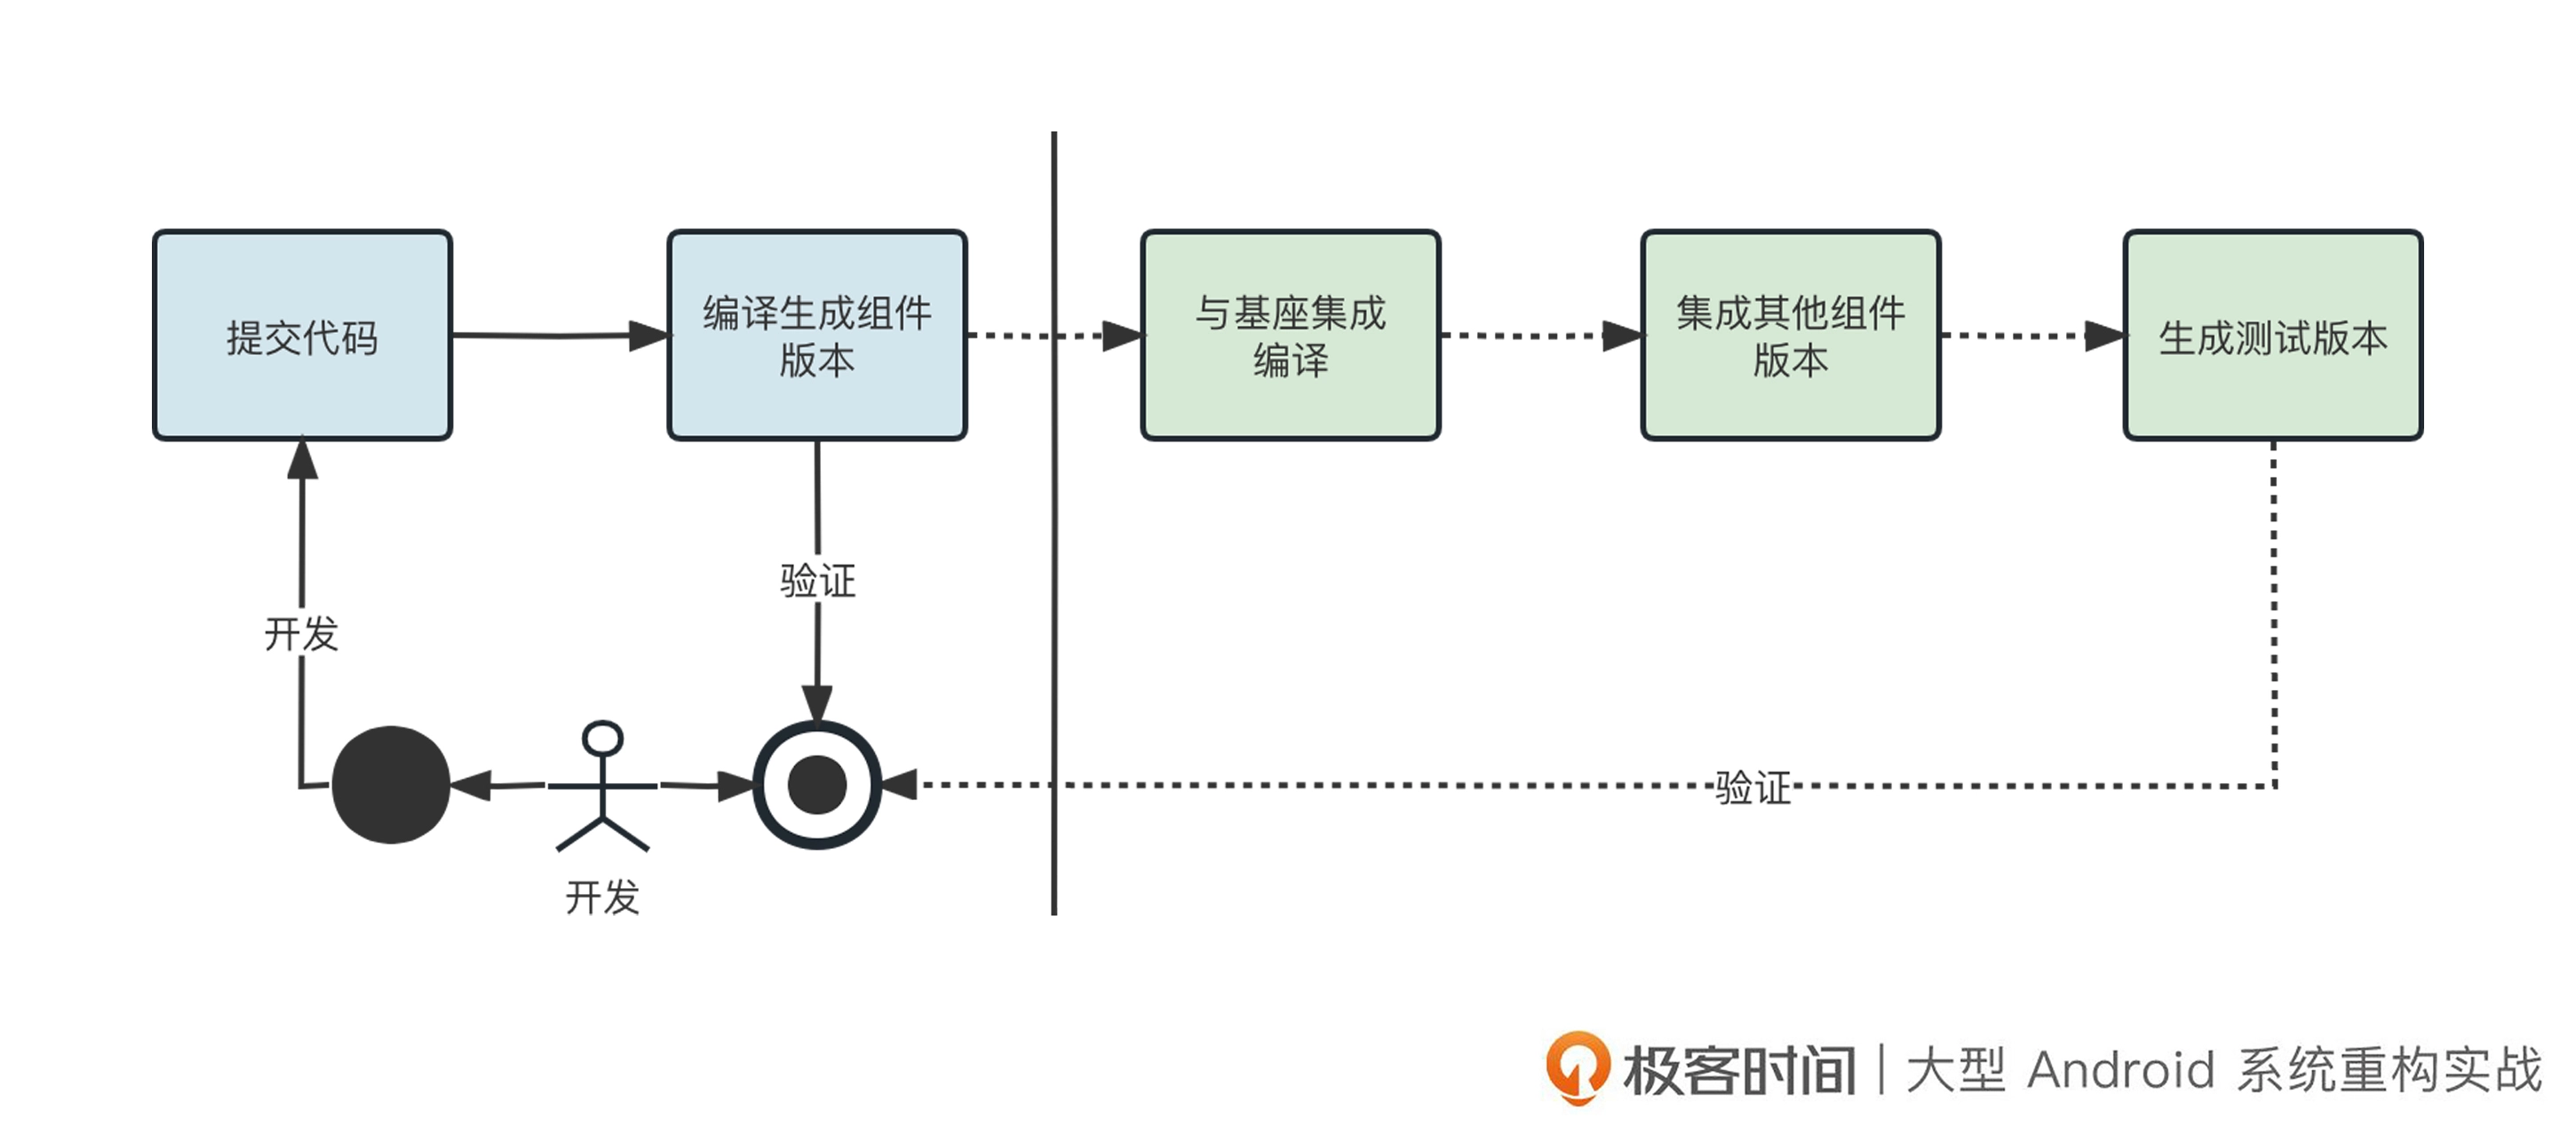 提交代码
编译生成组件
版本
与基座集成
编译
集成其他组件
版本
生成测试版本
开发
验证
验证
开发
极客时间 | 大型 Android 系统重构实战